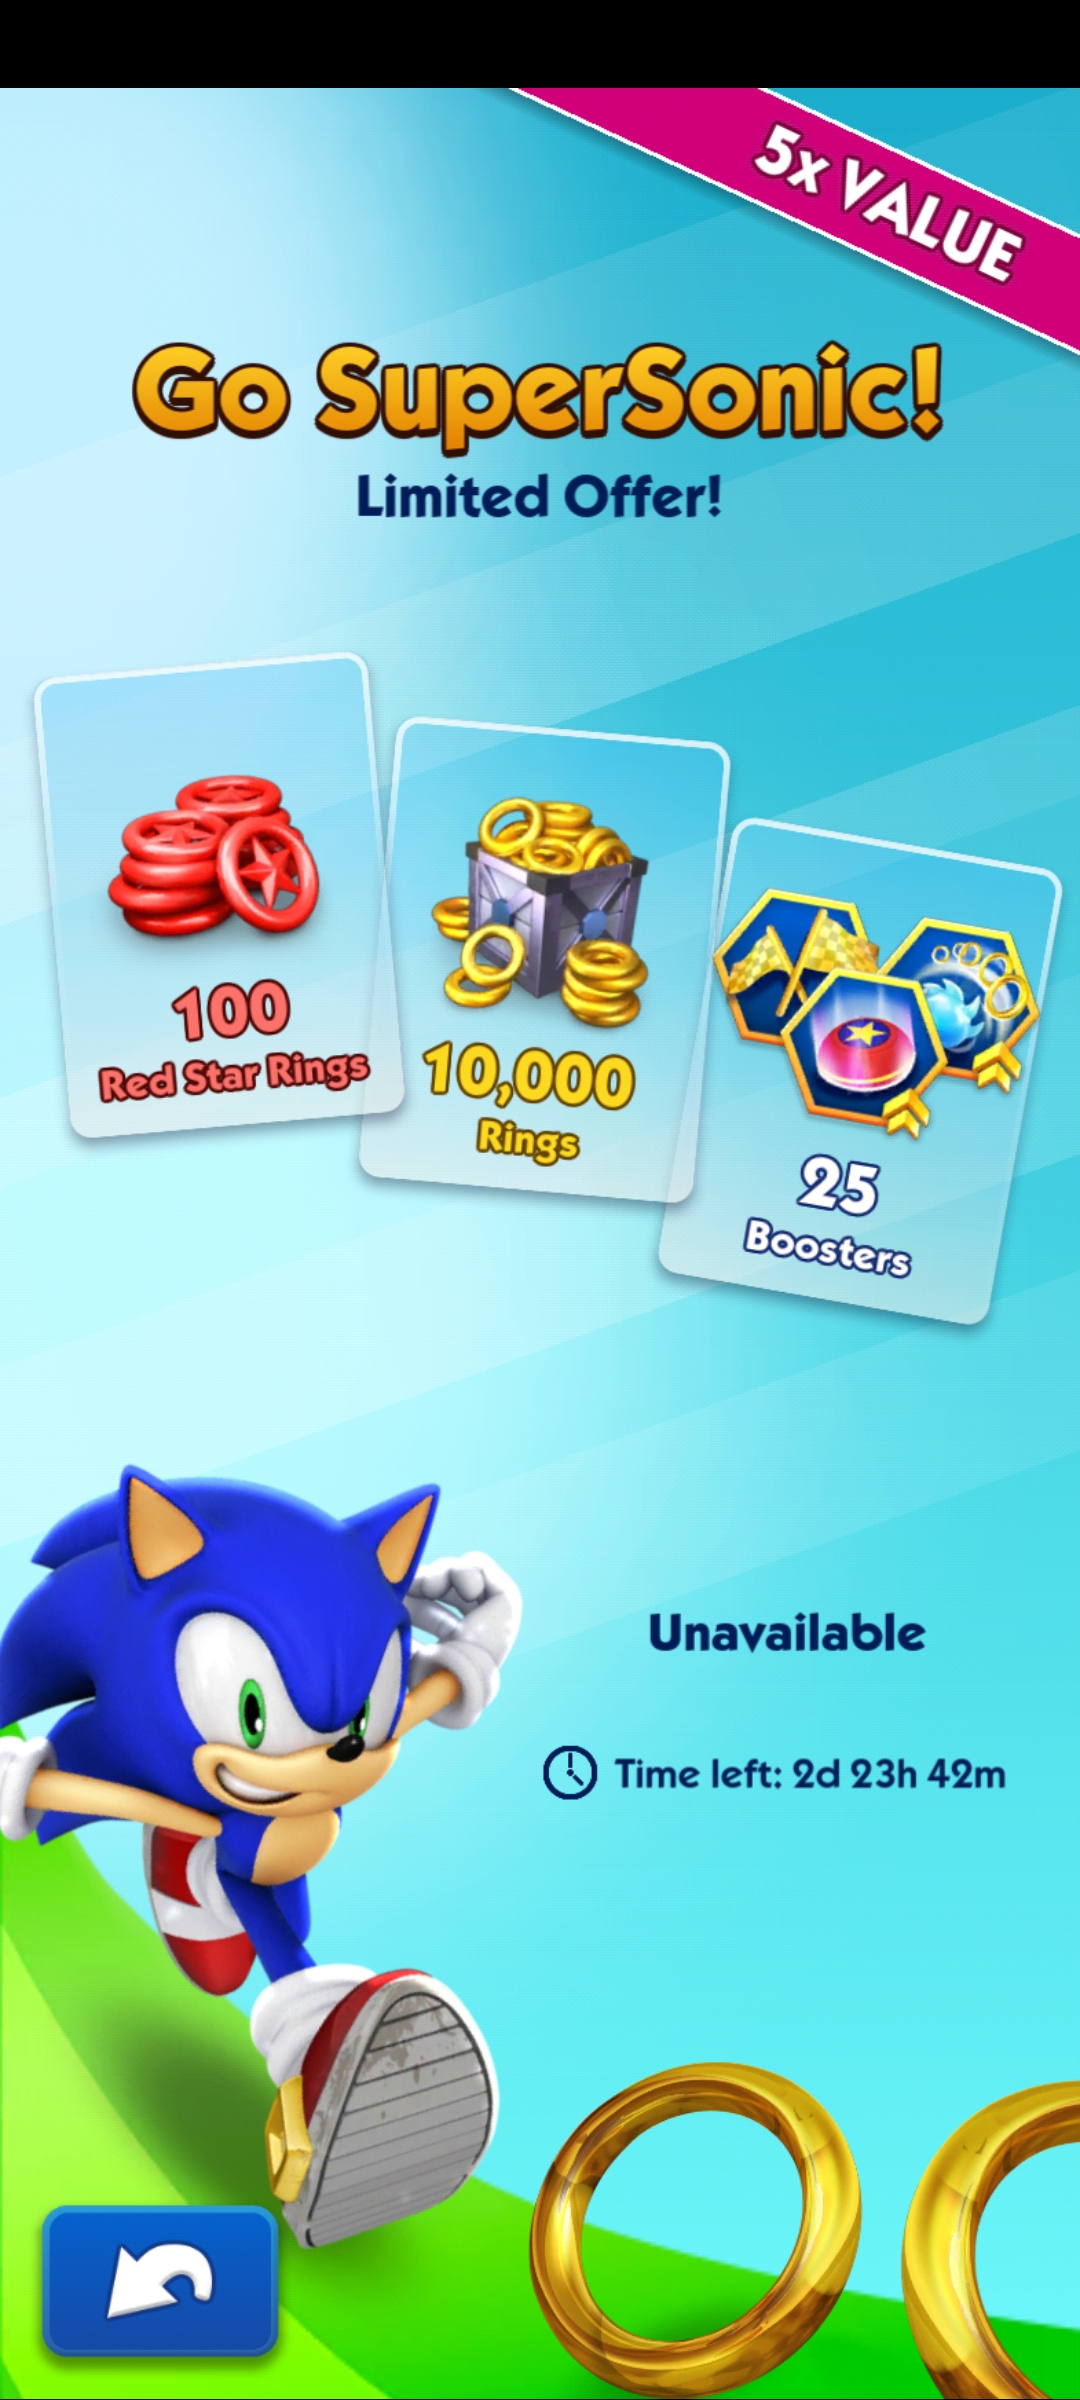 5x VALUE
Go SuperSonic!
Limited Offer!
100
Red Star Rings
10,000
Rings
25
Boosters
Unavailable
Time left: 2d 23h 42m